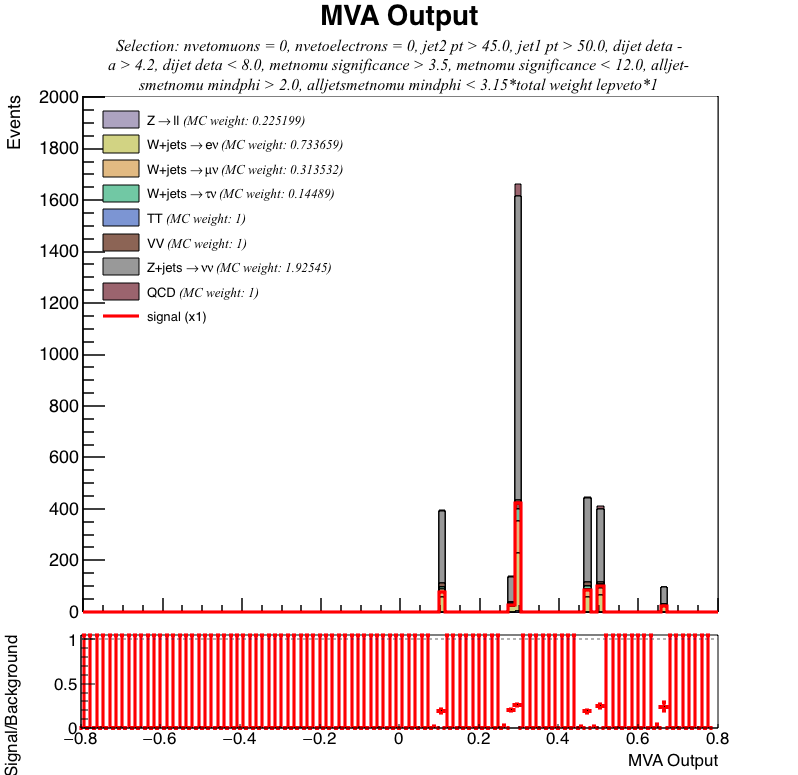 MVA Output
Selection: nvetomuons = 0, nvetoelectrons = 0, jet2 pt > 45.0, jet1 pt > 50.0, dijet deta -
a > 4.2, dijet deta < 8.0, metnomu significance > 3.5, metnomu significance < 12.0, alljet-
smetnomu mindphi > 2.0, alljetsmetnomu mindphi < 3.15*total weight lepveto*1
Events
2000
1800
1600
1400
1200
1000
800
600
400
200
0
Z→ll (MC weight: 0.225199)
W+jets→eν (MC weight: 0.733659)
W+jets→μν (MC weight: 0.313532)
W+jets→τν (MC weight: 0.14489)
TT (MC weight: 1)
VV (MC weight: 1)
Z+jets→νν (MC weight: 1.92545)
QCD (MC weight: 1)
signal (x1)
Signal/Background
1
0.5
0
−0.8 −0.6 −0.4 −0.2 0 0.2 0.4 0.6 0.8
MVA Output